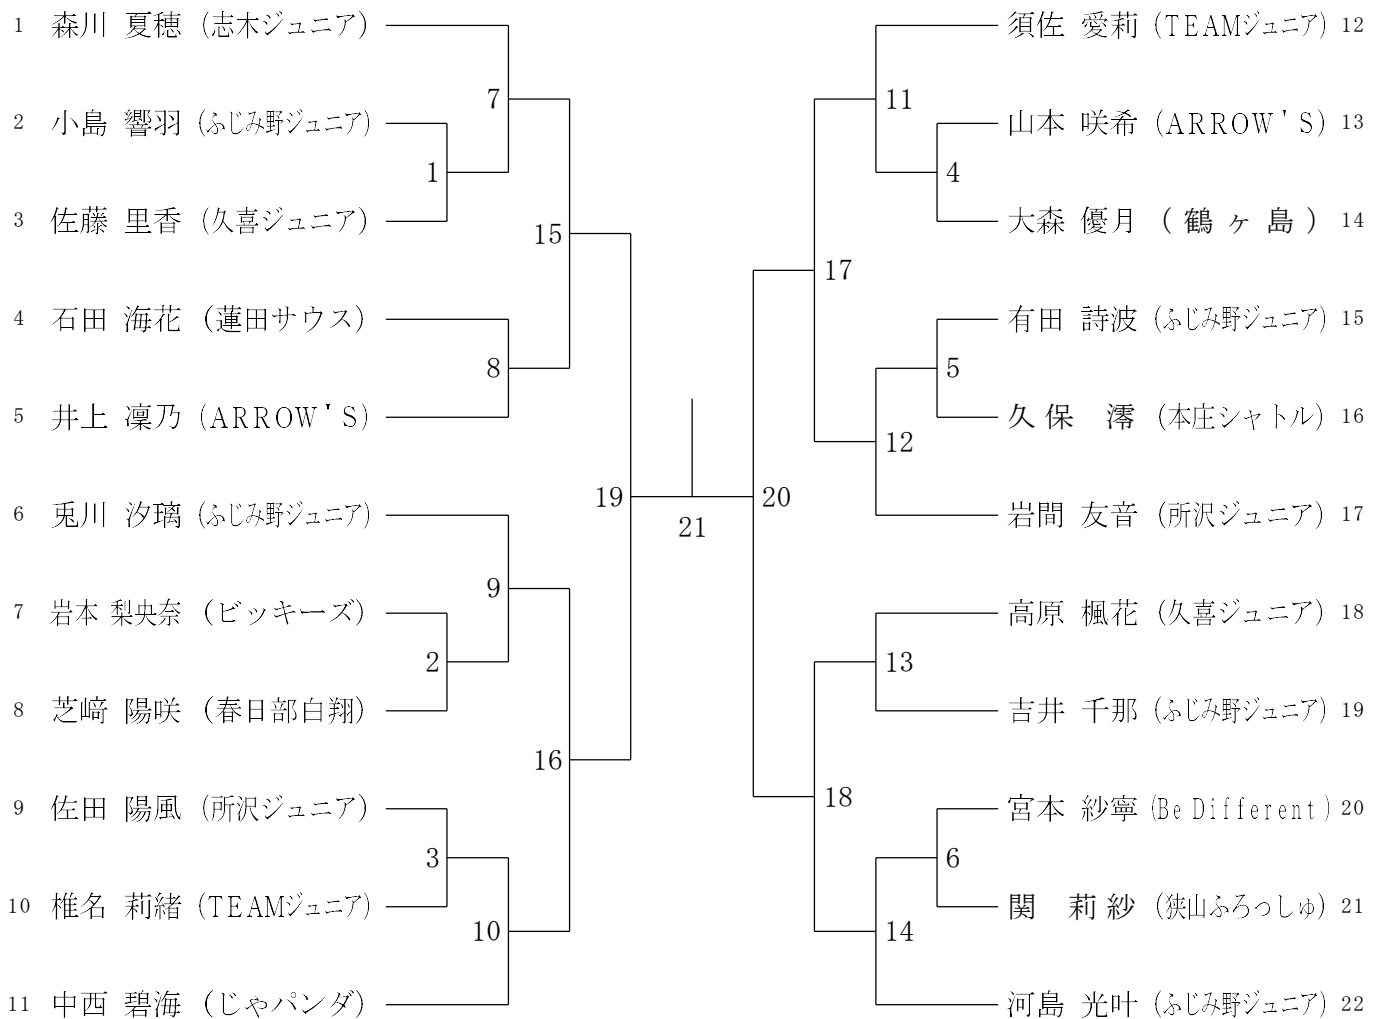 1 森川 夏穂 (志木ジュニア)
2 小島 響羽 (ふじみ野ジュニア)
3 佐藤 里香 (久喜ジュニア)
4 石田 海花 (蓮田サウス)
5 井上 凜乃 (ARROW'S)
6 兎川 汐璃 (ふじみ野ジュニア)
7 岩本 梨央奈 (ビッキーズ)
8 芝﨑 陽咲 (春日部白翔)
9 佐田 陽風 (所沢ジュニア)
10 椎名 莉緒 (TEAMジュニア)
11 中西 碧海 (じゃパンダ)
7
1
15
8
19
9
2
16
3
10
21
11
4
17
5
12
20
13
18
6
14
須佐 愛莉 (TEAMジュニア) 12
山本 咲希 (ARROW'S) 13
大森 優月 (鶴ヶ島) 14
有田 詩波 (ふじみ野ジュニア) 15
久保 澪 (本庄シャトル) 16
岩間 友音 (所沢ジュニア) 17
高原 楓花 (久喜ジュニア) 18
吉井 千那 (ふじみ野ジュニア) 19
宮本 紗寧 (Be Different) 20
関 莉紗 (狭山ふろっしゅ) 21
河島 光叶 (ふじみ野ジュニア) 22